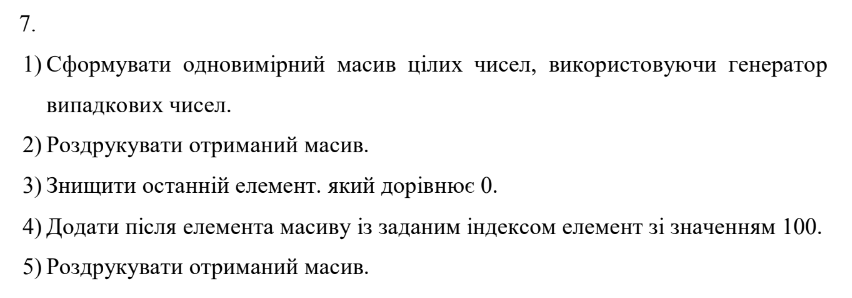 7.
1) Сформувати одновимірний масив цілих чисел, використовуючи генератор
випадкових чисел.
2) Роздрукувати отриманий масив.
3) Знищити останній елемент. який дорівнює 0.
4) Додати після елемента масиву із заданим індексом елемент зі значенням 100.
5) Роздрукувати отриманий масив.